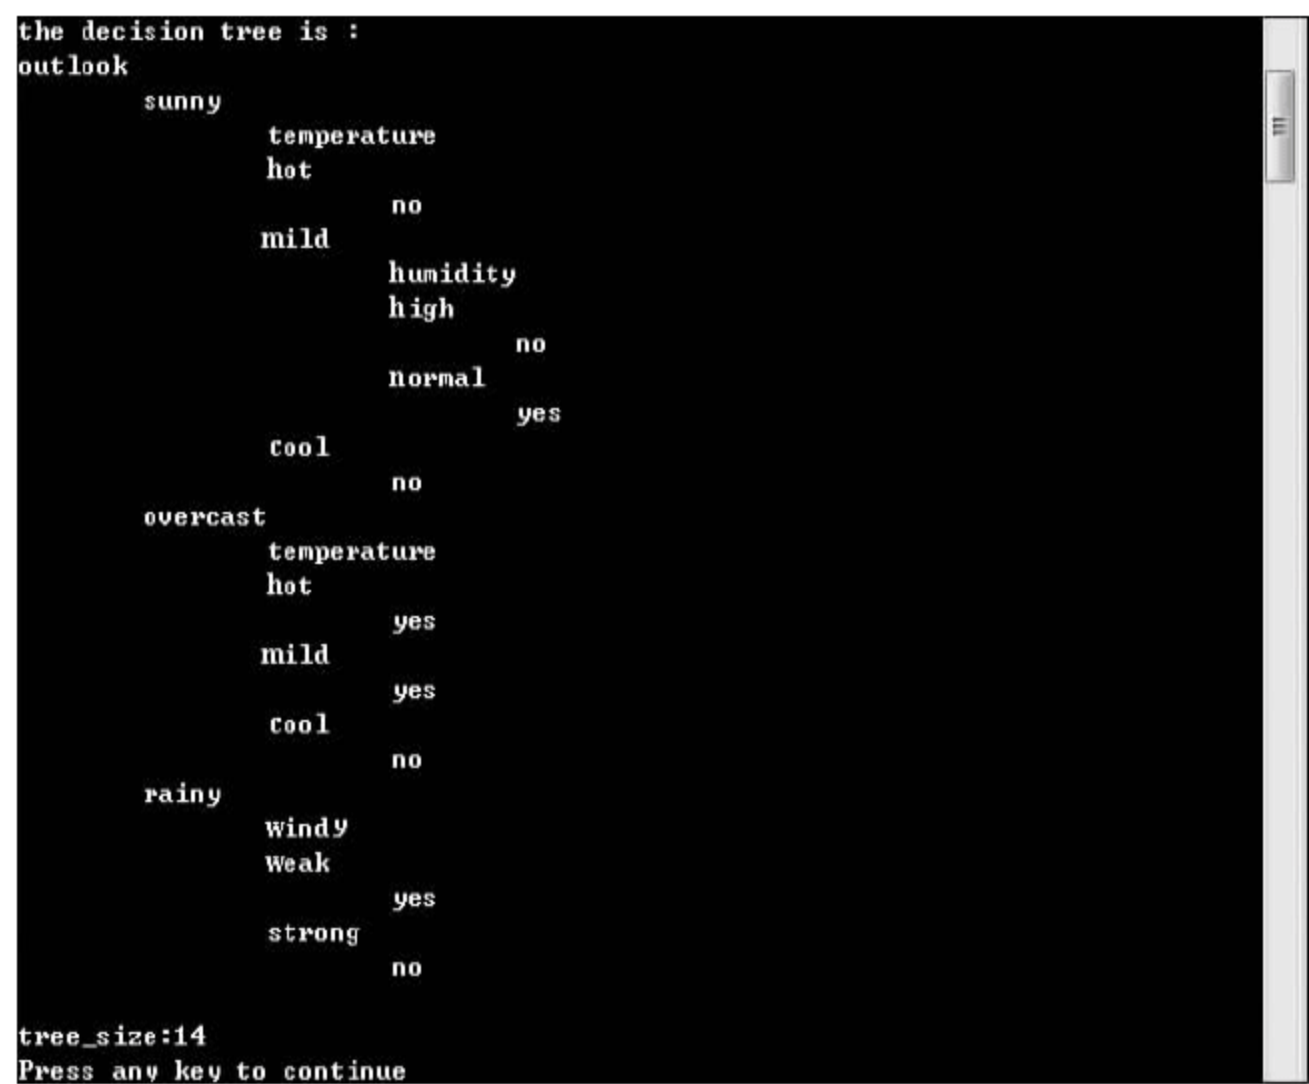 the decision tree is :
outlook
sunny
temperature
hot
no
mild
humidity
high
no
normal
yes
cool
no
overcast
temperature
hot
yes
mild
yes
cool
no
rainy
Windy
Weak
yes
strong
no
tree_size:14
Press any key to continue